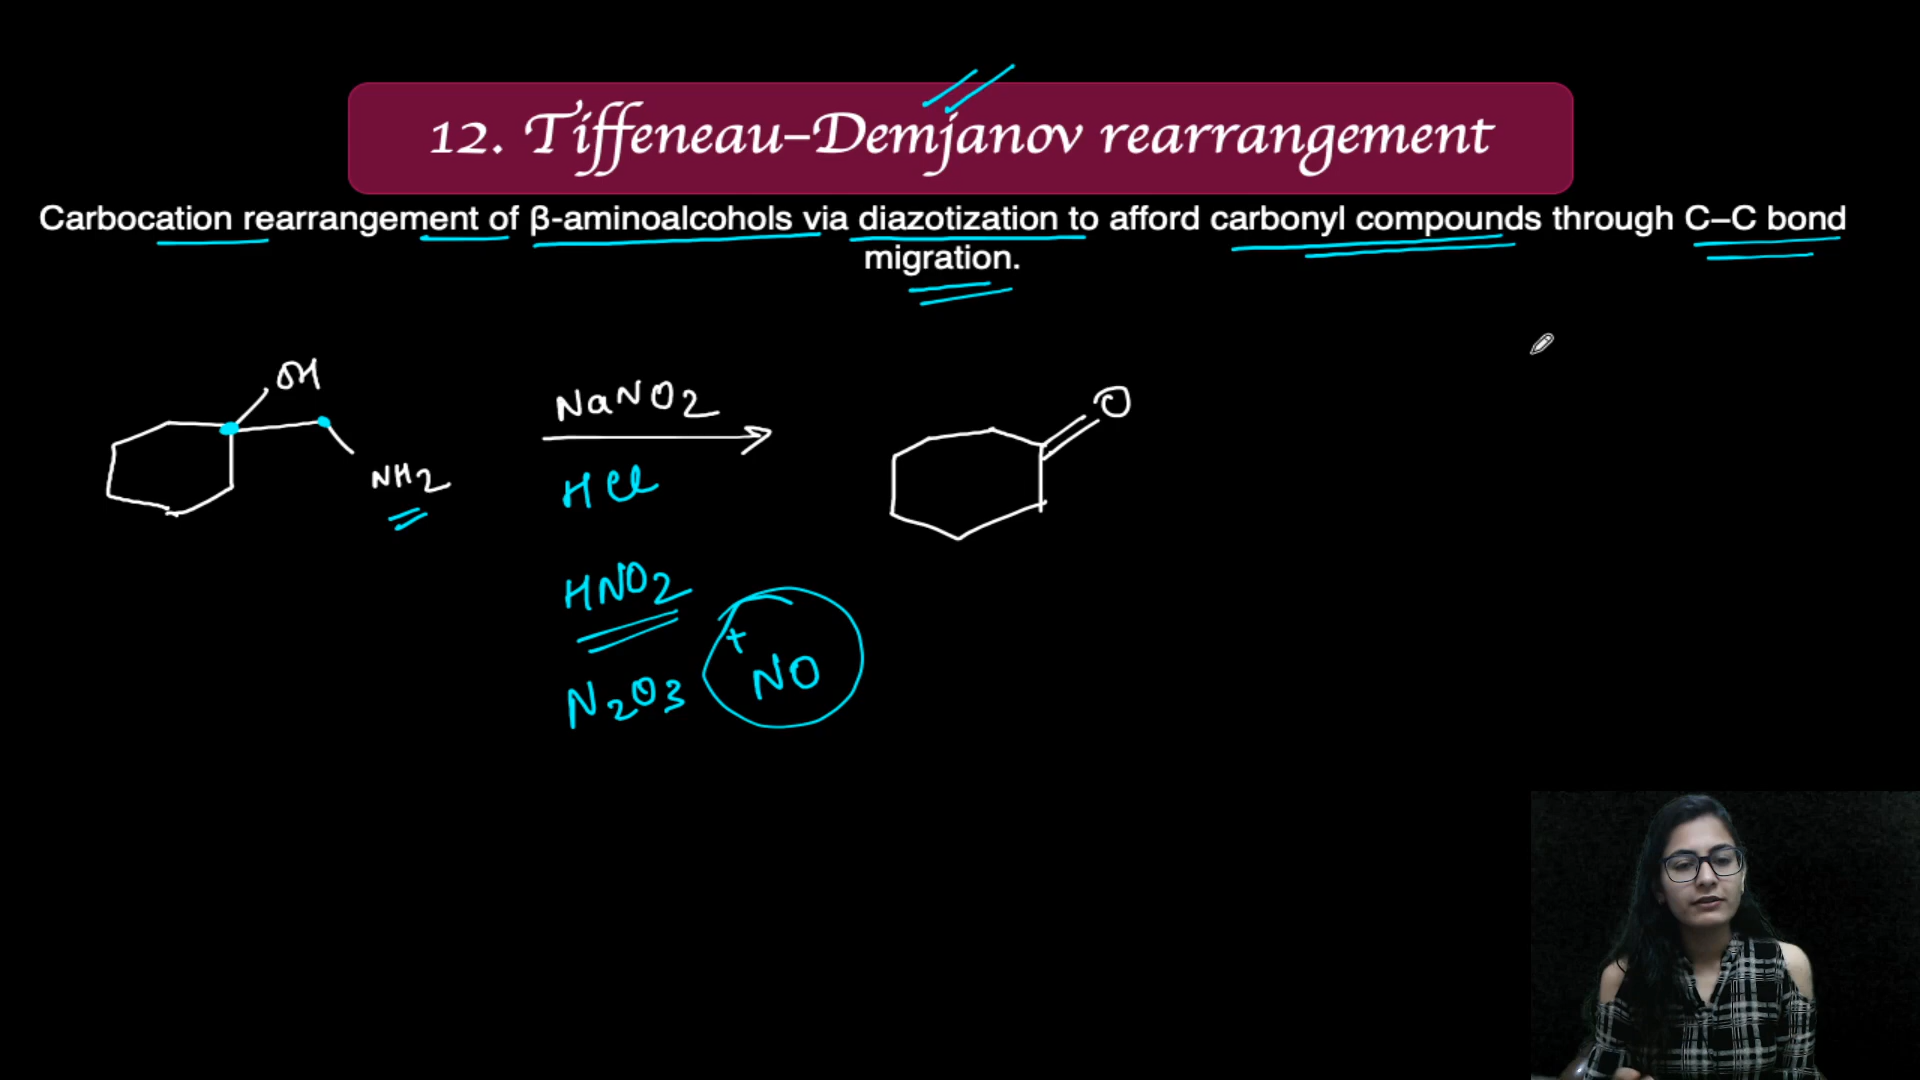 12. Tiffeneau–Demjanov rearrangement
Carbocation rearrangement of β-aminoalcohols via diazotization to afford carbonyl compounds through C–C bond
migration.
OH
NH2
NaNO2
HCl
O
HNO2
+
NO
N2O3